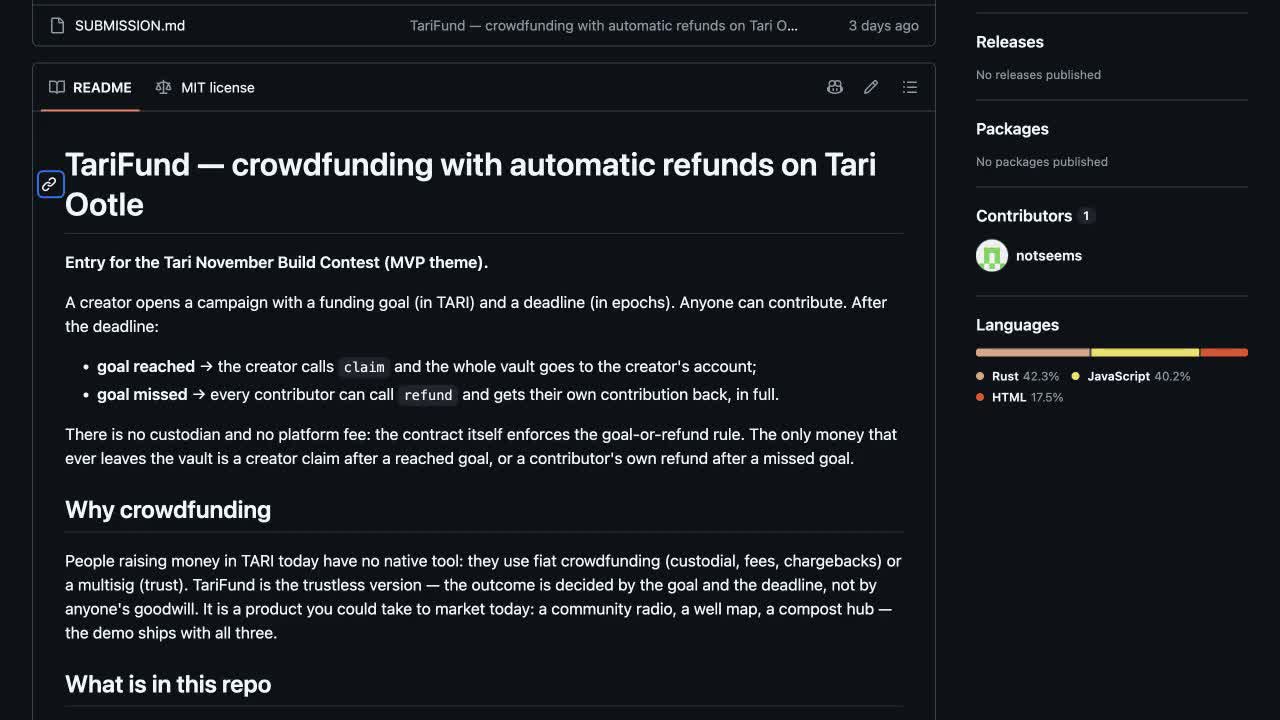 SUBMISSION.md
TariFund — crowdfunding with automatic refunds on Tari O...
3 days ago
README
MIT license
TariFund — crowdfunding with automatic refunds on Tari
Ootle
Entry for the Tari November Build Contest (MVP theme).
A creator opens a campaign with a funding goal (in TARI) and a deadline (in epochs). Anyone can contribute. After
the deadline:
• goal reached → the creator calls claim and the whole vault goes to the creator's account;
• goal missed → every contributor can call refund and gets their own contribution back, in full.
There is no custodian and no platform fee: the contract itself enforces the goal-or-refund rule. The only money that
ever leaves the vault is a creator claim after a reached goal, or a contributor's own refund after a missed goal.
Why crowdfunding
People raising money in TARI today have no native tool: they use fiat crowdfunding (custodial, fees, chargebacks) or
a multisig (trust). TariFund is the trustless version — the outcome is decided by the goal and the deadline, not by
anyone's goodwill. It is a product you could take to market today: a community radio, a well map, a compost hub —
the demo ships with all three.
What is in this repo
Releases
No releases published
Packages
No packages published
Contributors 1
notseems
Languages
Rust 42.3% JavaScript 40.2%
HTML 17.5%